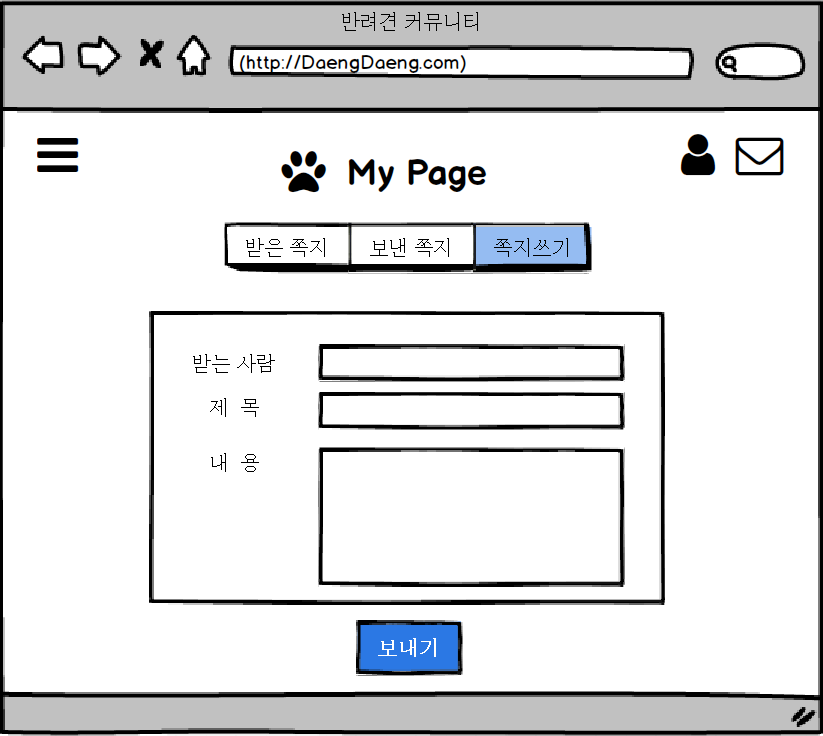 반려견 커뮤니티
(http://DaengDaeng.com)
My Page
받은 쪽지 보낸 쪽지 쪽지쓰기
받는 사람
제 목
내 용
보내기